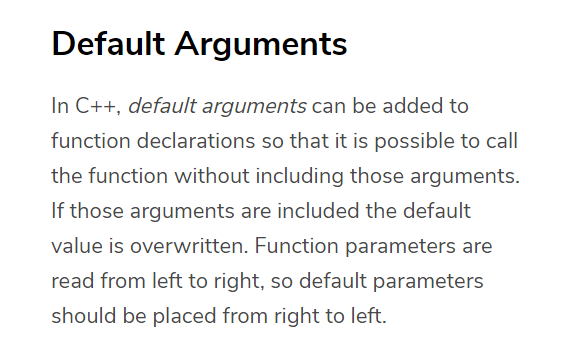 Default Arguments
In C++, default arguments can be added to
function declarations so that it is possible to call
the function without including those arguments.
If those arguments are included the default
value is overwritten. Function parameters are
read from left to right, so default parameters
should be placed from right to left.